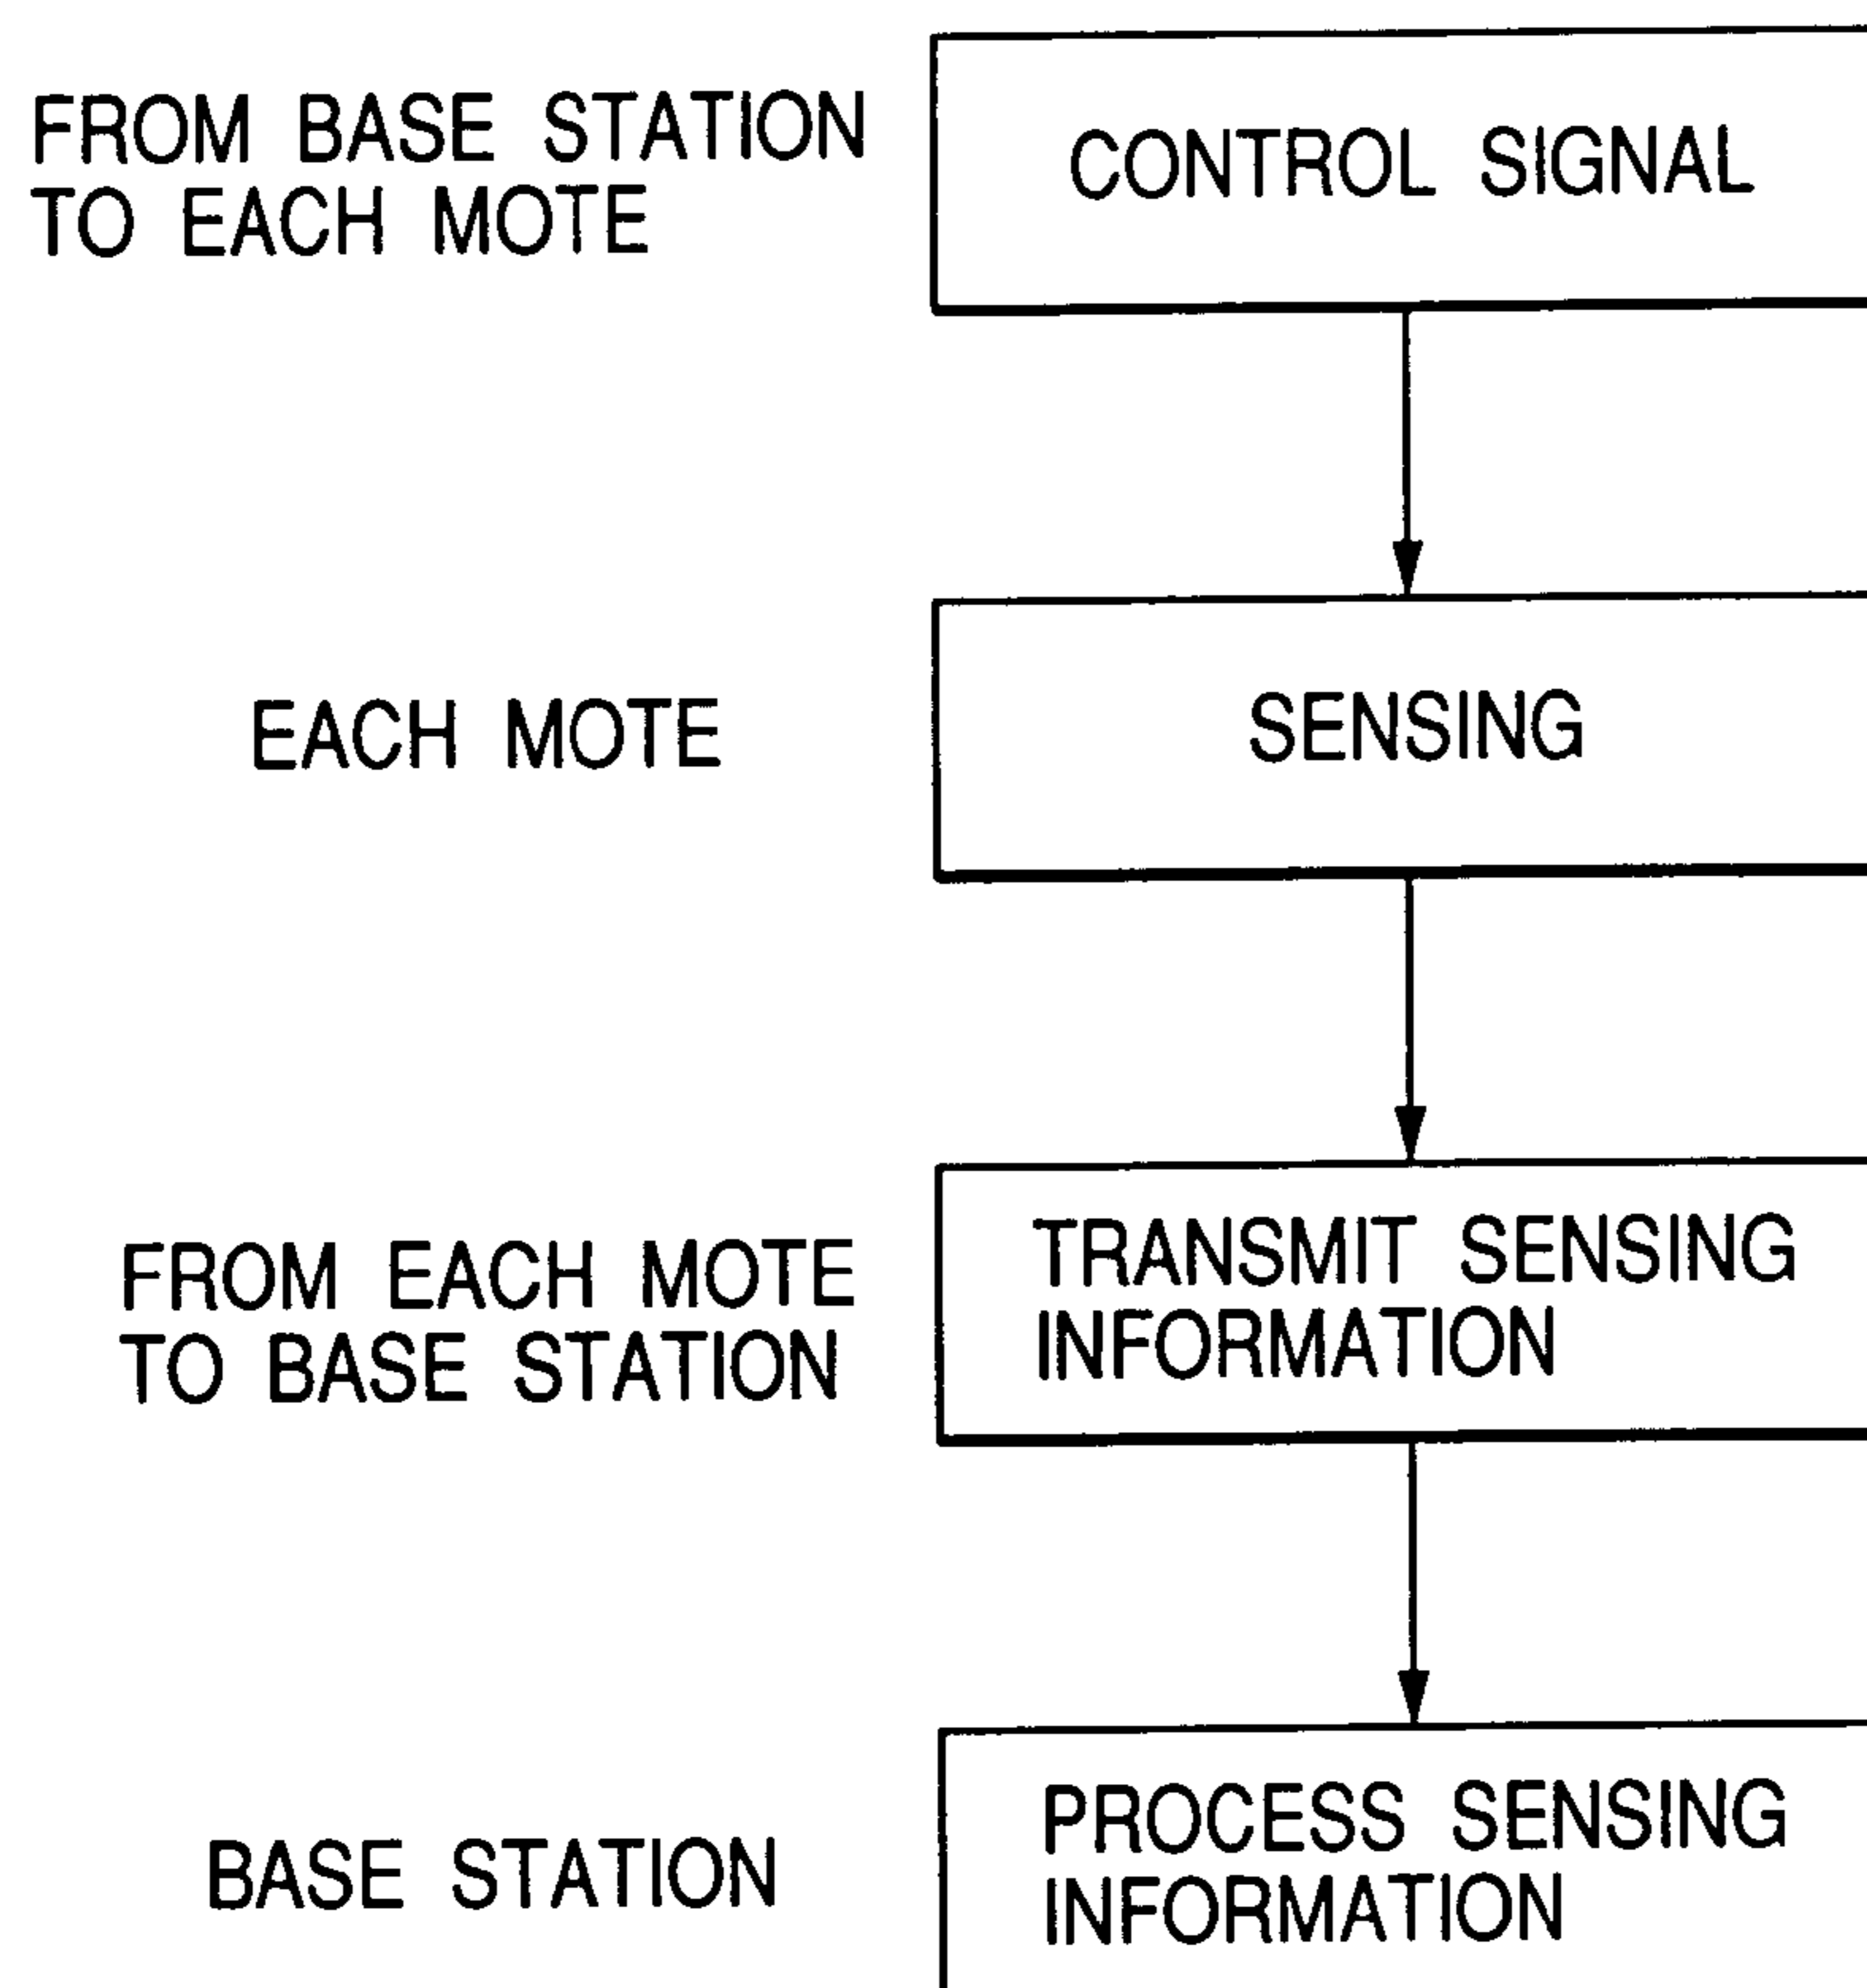 FROM BASE STATION
TO EACH MOTE
CONTROL SIGNAL
EACH MOTE
SENSING
FROM EACH MOTE
TO BASE STATION
TRANSMIT SENSING
INFORMATION
BASE STATION
PROCESS SENSING
INFORMATION